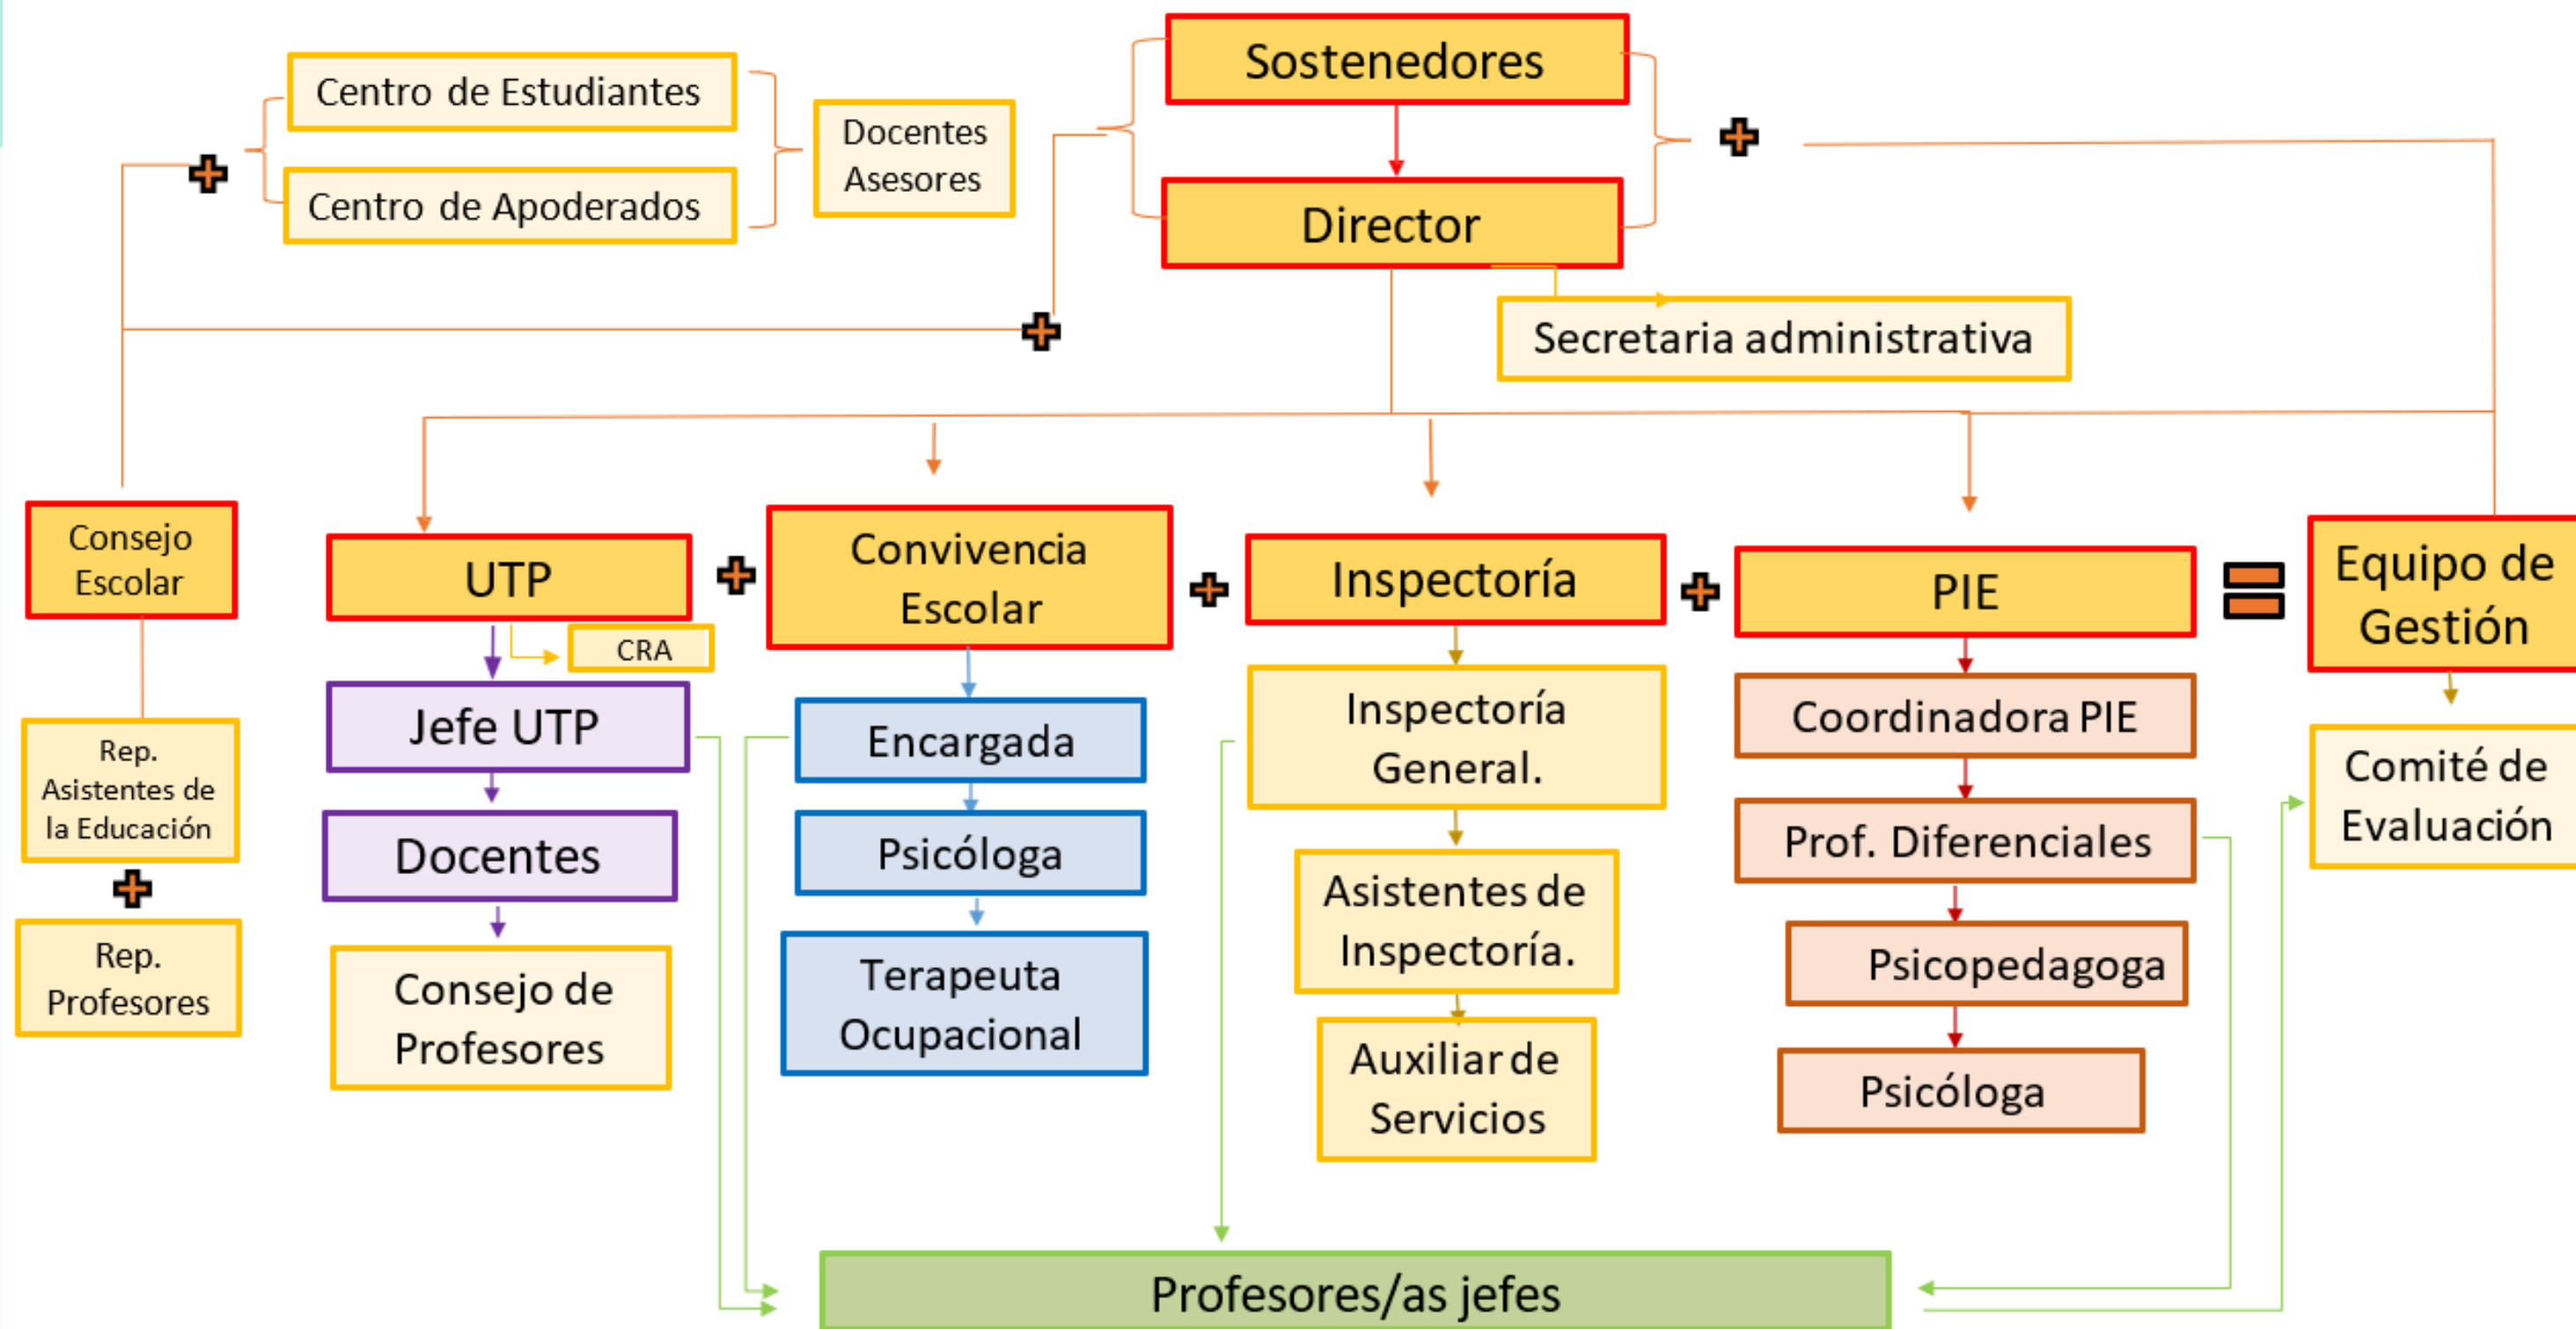 Sostenedores
Centro de Estudiantes
Docentes
Asesores
Centro de Apoderados
Director
Secretaria administrativa
Consejo
Escolar
UTP
Convivencia
Escolar
Inspectoría
PIE
Equipo de
Gestión
CRA
Jefe UTP
Encargada
Inspectoría
General.
Coordinadora PIE
Rep.
Asistentes de
la Educación
Comité de
Evaluación
Docentes
Psicóloga
Asistentes de
Inspectoría.
Prof. Diferenciales
Rep.
Profesores
Consejo de
Profesores
Terapeuta
Ocupacional
Psicopedagoga
Auxiliar de
Servicios
Psicóloga
Profesores/as jefes